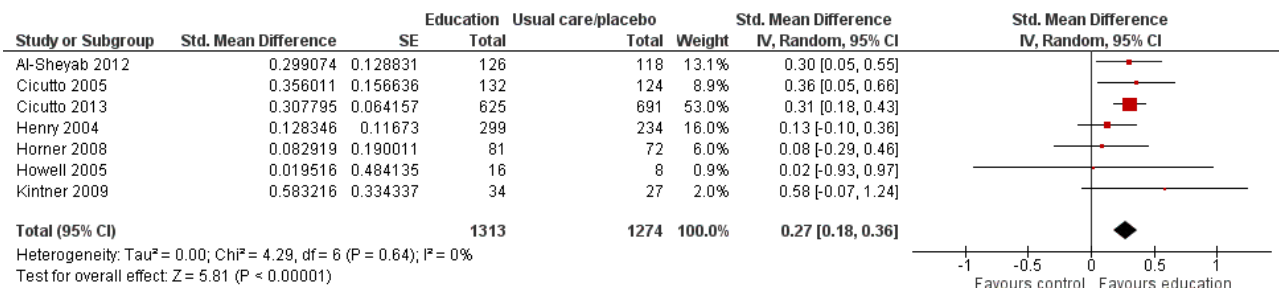 Education Usual care/placebo Std. Mean Difference Std. Mean Difference
Study or Subgroup Std. Mean Difference SE Total Total Weight IV, Random, 95% CI IV, Random, 95% CI
Al-Sheyab 2012 0.299074 0.128831 126 118 13.1% 0.30 [0.05, 0.55]
Cicutto 2005 0.356011 0.156636 132 124 8.9% 0.36 [0.05, 0.66]
Cicutto 2013 0.307795 0.064157 625 691 53.0% 0.31 [0.18, 0.43]
Henry 2004 0.128346 0.11673 299 234 16.0% 0.13 [-0.10, 0.36]
Horner 2008 0.082919 0.190011 81 72 6.0% 0.08 [-0.29, 0.46]
Howell 2005 0.019516 0.484135 16 8 0.9% 0.02 [-0.93, 0.97]
Kintner 2009 0.583216 0.334337 34 27 2.0% 0.58 [-0.07, 1.24]
Total (95% CI) 1313 1274 100.0% 0.27 [0.18, 0.36]
Heterogeneity: Tau² = 0.00; Chi² = 4.29, df = 6 (P = 0.64); I² = 0%
Test for overall effect: Z = 5.81 (P < 0.00001)
-1 -0.5 0 0.5 1
Favours control Favours education